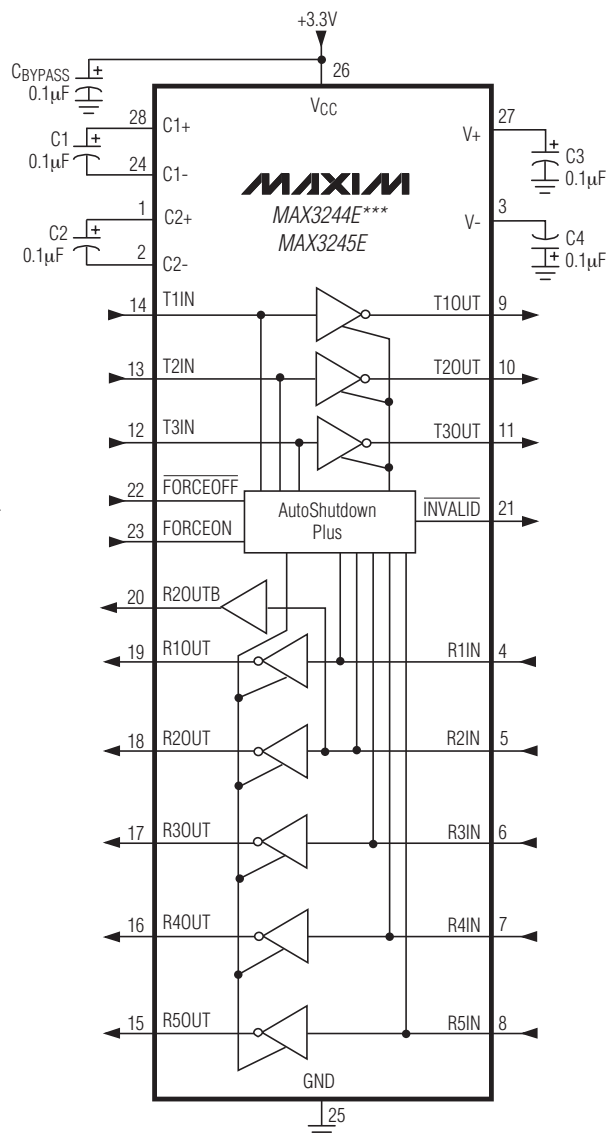 +3.3V
CBYPASS
0.1µF
26
VCC
28
C1+
C1
0.1µF
24
C1-
27
V+
C3
0.1µF
MAXIM
MAX3244E***
MAX3245E
1
C2+
C2
0.1µF
2
C2-
3
V-
C4
0.1µF
14 T1IN T1OUT 9
13 T2IN T2OUT 10
12 T3IN T3OUT 11
22 FORCEOFF
23 FORCEON
AutoShutdown
Plus
INVALID 21
20 R2OUTB
19 R1OUT R1IN 4
18 R2OUT R2IN 5
17 R3OUT R3IN 6
16 R4OUT R4IN 7
15 R5OUT R5IN 8
GND
25